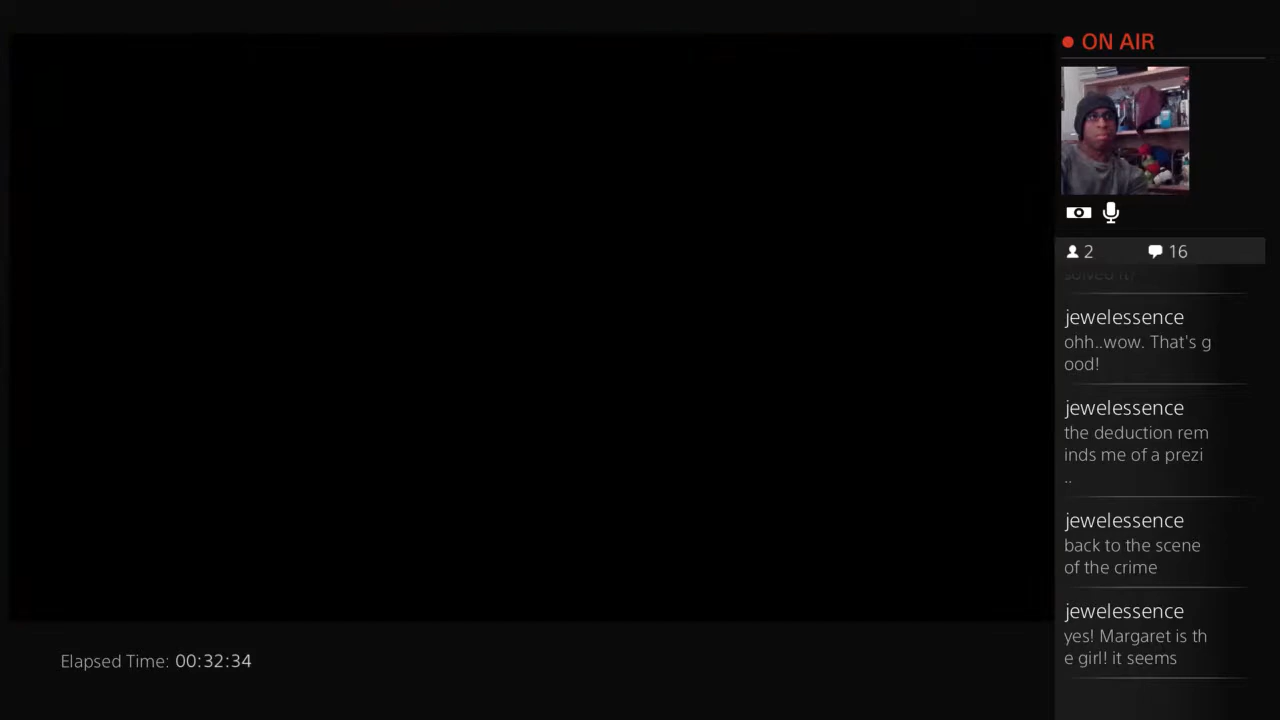 ON AIR
2 16
solved it?
jewelessence
ohh..wow. That's g
ood!
jewelessence
the deduction rem
inds me of a prezi
..
jewelessence
back to the scene
of the crime
jewelessence
yes! Margaret is th
e girl! it seems
Elapsed Time: 00:32:34